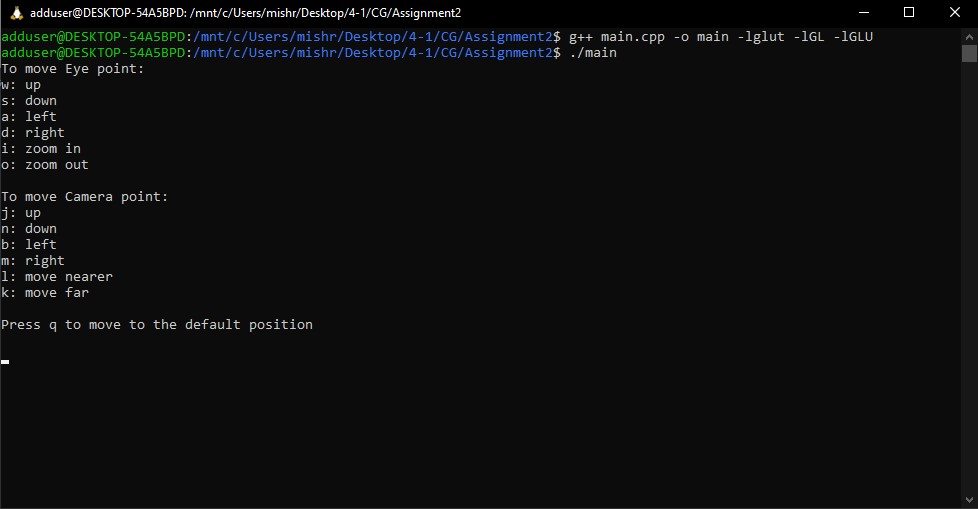 adduser@DESKTOP-54A5BPD: /mnt/c/Users/mishr/Desktop/4-1/CG/Assignment2
adduser@DESKTOP-54A5BPD:/mnt/c/Users/mishr/Desktop/4-1/CG/Assignment2$ g++ main.cpp -o main -lglut -lGL -lGLU
adduser@DESKTOP-54A5BPD:/mnt/c/Users/mishr/Desktop/4-1/CG/Assignment2$ ./main
To move Eye point:
w: up
s: down
a: left
d: right
i: zoom in
o: zoom out

To move Camera point:
j: up
n: down
b: left
m: right
l: move nearer
k: move far

Press q to move to the default position